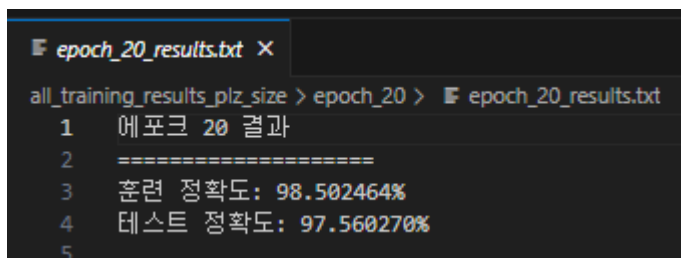 epoch_20_results.txt ×
all_training_results_plz_size > epoch_20 > epoch_20_results.txt
1 에포크 20 결과
2 ====================
3 훈련 정확도: 98.502464%
4 테스트 정확도: 97.560270%
5